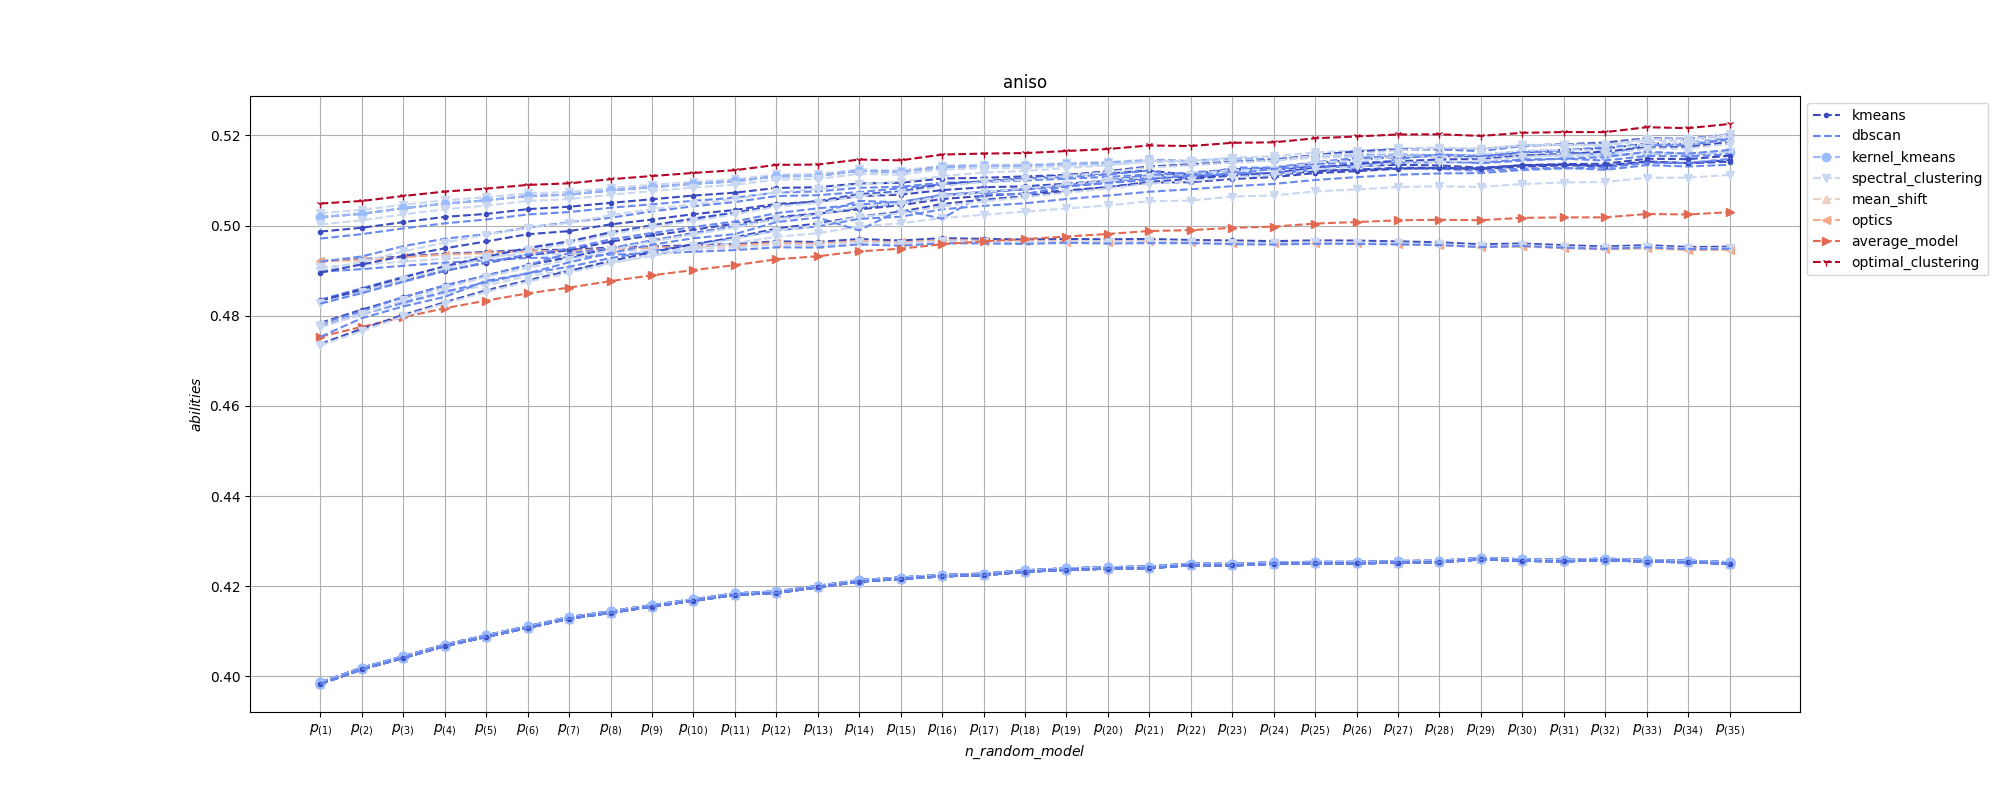 aniso
0.52
0.50
0.48
0.46
0.44
0.42
0.40
abilities
p(1) p(2) p(3) p(4) p(5) p(6) p(7) p(8) p(9) p(10) p(11) p(12) p(13) p(14) p(15) p(16) p(17) p(18) p(19) p(20) p(21) p(22) p(23) p(24) p(25) p(26) p(27) p(28) p(29) p(30) p(31) p(32) p(33) p(34) p(35)
n_random_model
kmeans
dbscan
kernel_kmeans
spectral_clustering
mean_shift
optics
average_model
optimal_clustering